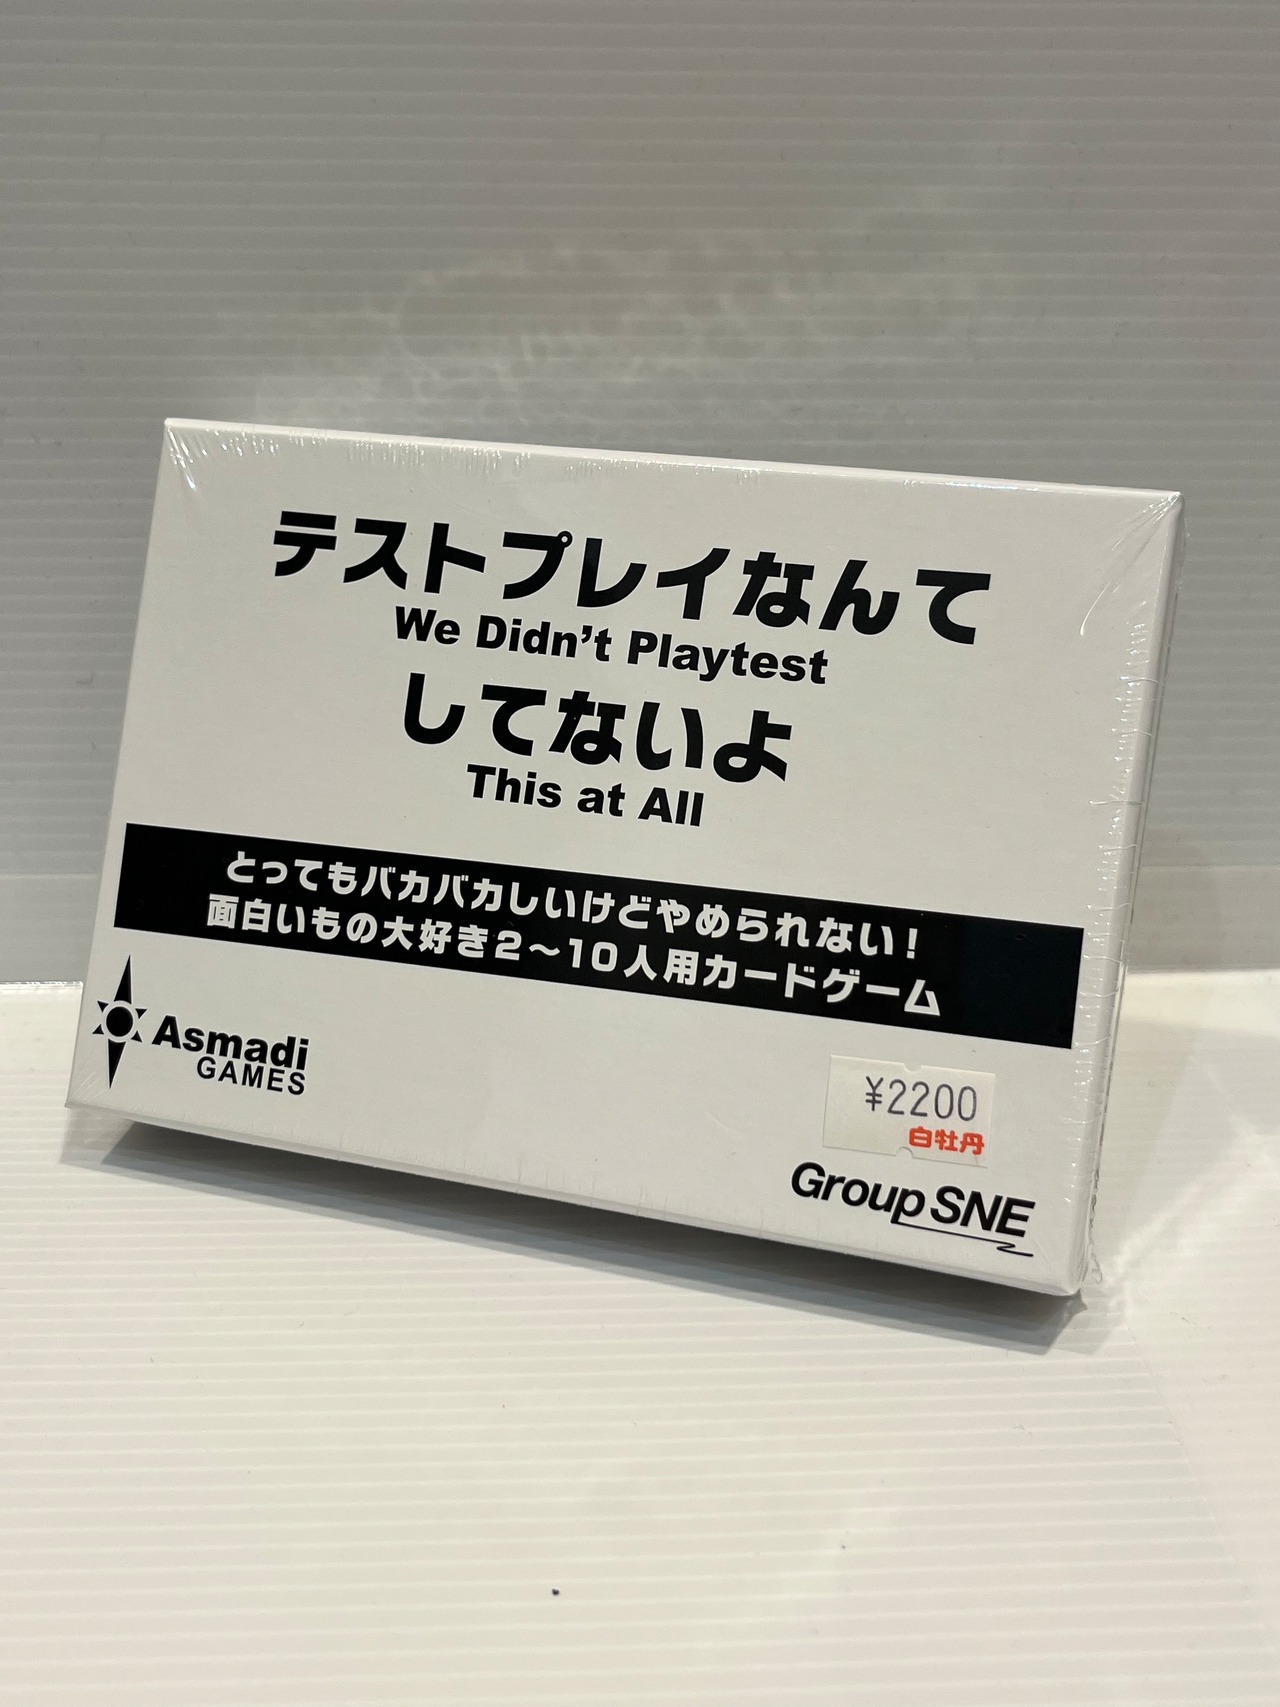 テストプレイなんて
We Didn't Playtest
してないよ
This at All
とってもバカバカしいけどやめられない！
面白いもの大好き2〜10人用カードゲーム
Asmadi
GAMES
¥2200
白牡丹
Group SNE